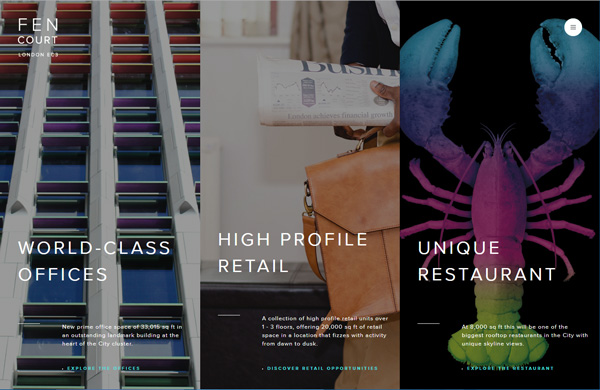 FEN
COURT
LONDON EC3
Busin
London achieves financial growth
WORLD-CLASS
OFFICES
New prime office space of 33,015 sq ft in
an outstanding landmark building at the
heart of the City cluster.
EXPLORE THE OFFICES
HIGH PROFILE
RETAIL
A collection of high profile retail units over
1 - 3 floors, offering 20,000 sq ft of retail
space in a location that fizzes with activity
from dawn to dusk.
DISCOVER RETAIL OPPORTUNITIES
UNIQUE
RESTAURANT
At 8,000 sq ft this will be one of the
biggest rooftop restaurants in the City with
unique skyline views.
EXPLORE THE RESTAURANT